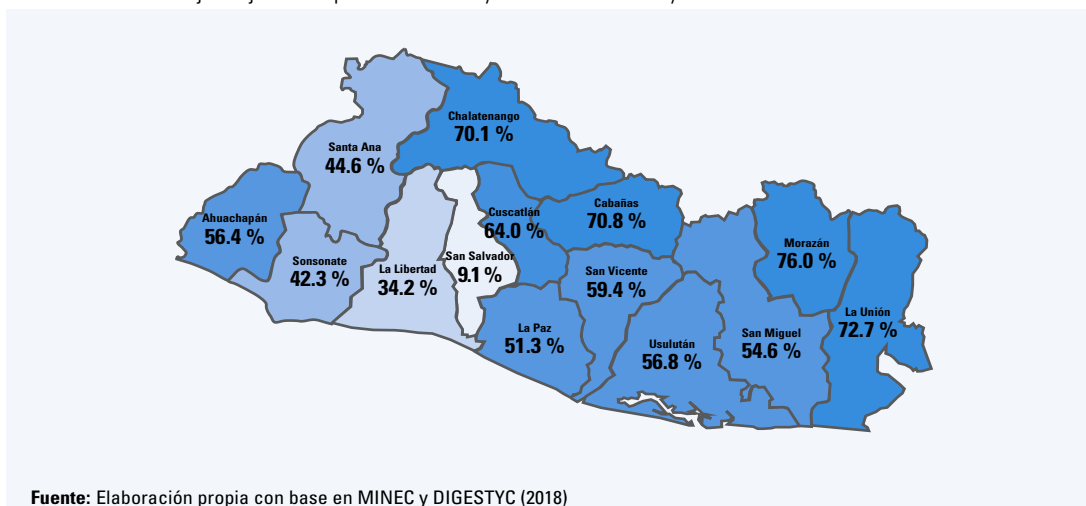 Chalatenango
70.1 %
Santa Ana
44.6 %
Ahuachapán
56.4 %
Sonsonate
42.3 %
La Libertad
34.2 %
San Salvador
9.1 %
Cuscatlán
64.0 %
Cabañas
70.8 %
San Vicente
59.4 %
La Paz
51.3 %
Usulután
56.8 %
San Miguel
54.6 %
Morazán
76.0 %
La Unión
72.7 %
Fuente: Elaboración propia con base en MINEC y DIGESTYC (2018)